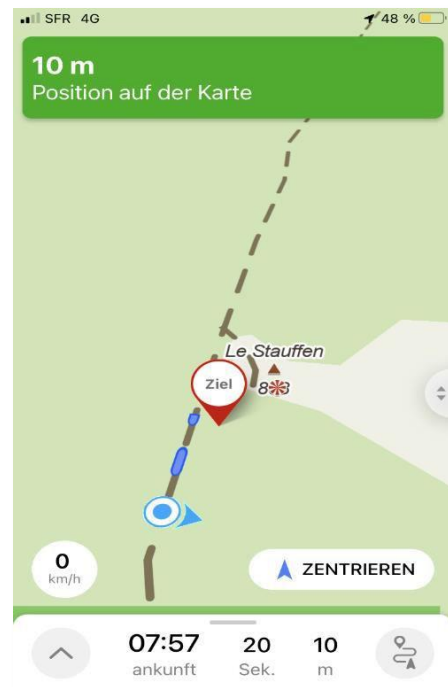 SFR 4G 48 %
10 m
Position auf der Karte
Le Stauffen
Ziel
0
km/h
ZENTRIEREN
07:57 20 10
ankunft Sek. m